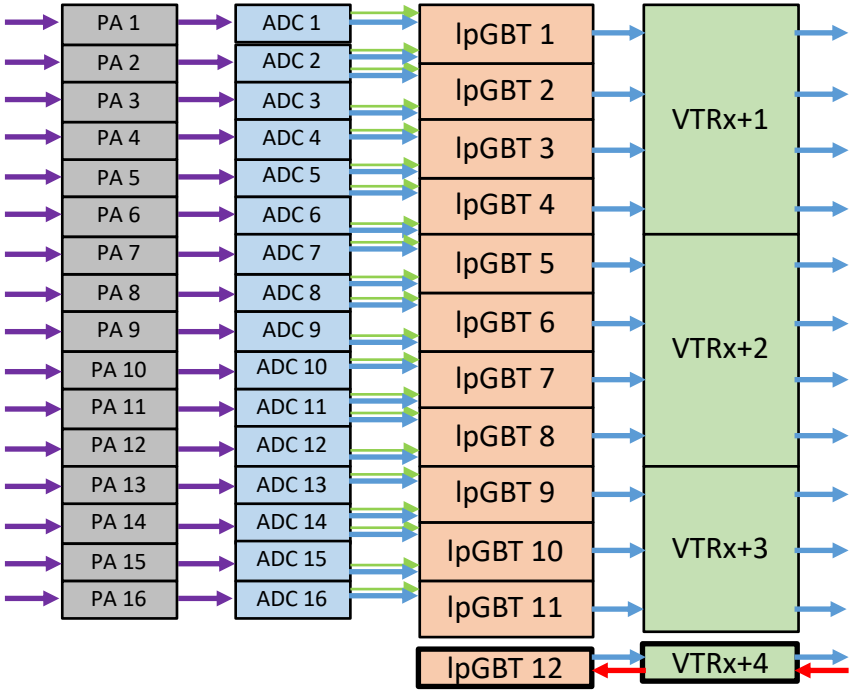 PA 1
PA 2
PA 3
PA 4
PA 5
PA 6
PA 7
PA 8
PA 9
PA 10
PA 11
PA 12
PA 13
PA 14
PA 15
PA 16
ADC 1
ADC 2
ADC 3
ADC 4
ADC 5
ADC 6
ADC 7
ADC 8
ADC 9
ADC 10
ADC 11
ADC 12
ADC 13
ADC 14
ADC 15
ADC 16
lpGBT 1
lpGBT 2
lpGBT 3
lpGBT 4
lpGBT 5
lpGBT 6
lpGBT 7
lpGBT 8
lpGBT 9
lpGBT 10
lpGBT 11
lpGBT 12
VTRx+1
VTRx+2
VTRx+3
VTRx+4